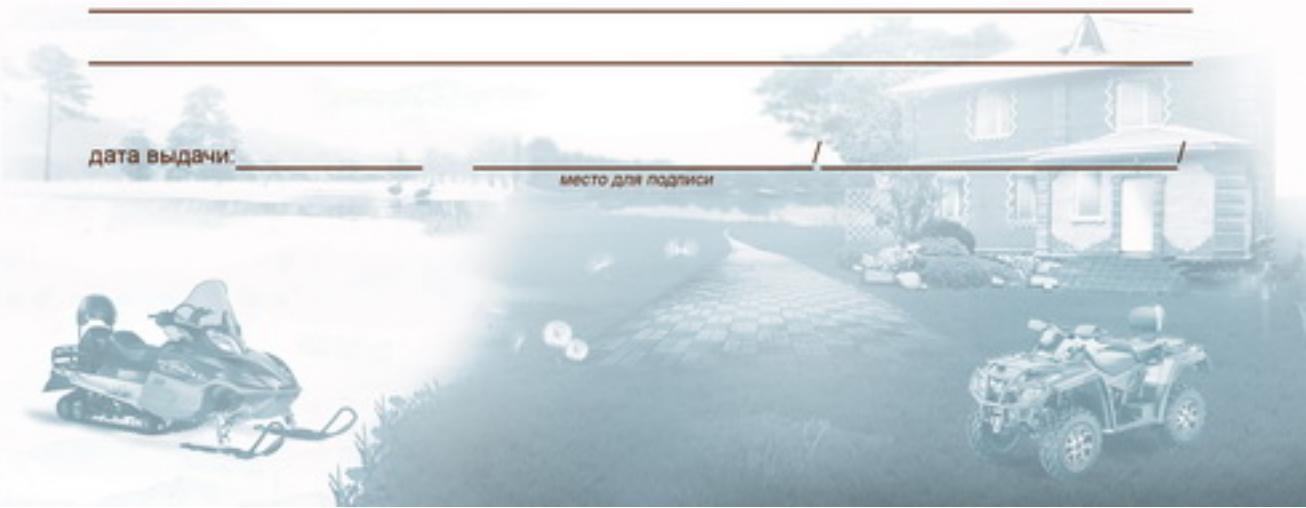 дата выдачи: / /
место для подписи